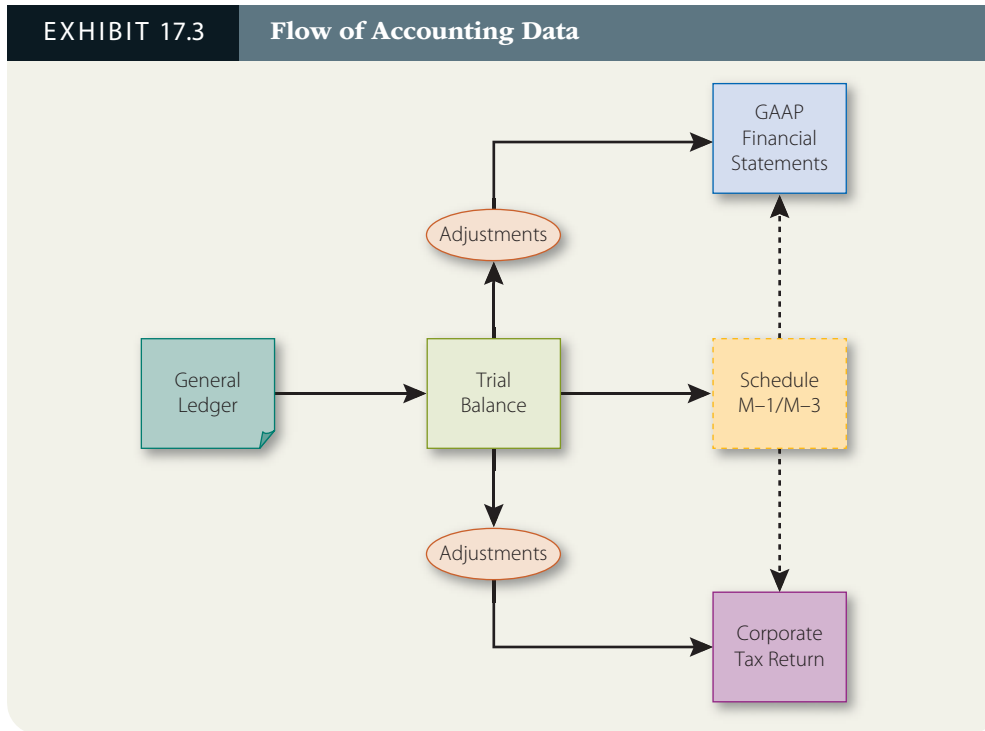 EXHIBIT 17.3
Flow of Accounting Data
GAAP
Financial
Statements
Adjustments
General
Ledger
Trial
Balance
Schedule
M–1/M–3
Adjustments
Corporate
Tax Return